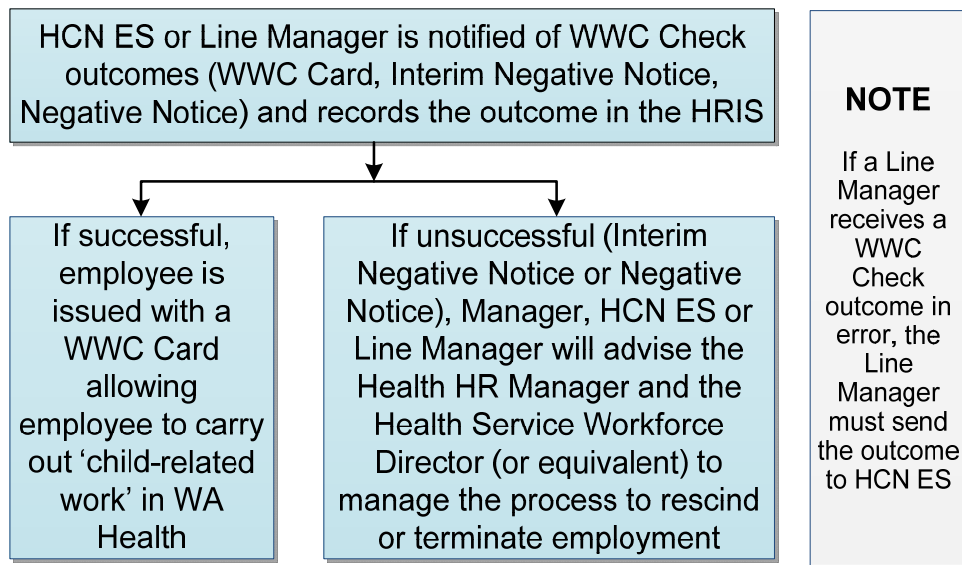 HCN ES or Line Manager is notified of WWC Check
outcomes (WWC Card, Interim Negative Notice,
Negative Notice) and records the outcome in the HRIS
If successful,
employee is
issued with a
WWC Card
allowing
employee to carry
out ‘child-related
work’ in WA
Health
If unsuccessful (Interim
Negative Notice or Negative
Notice), Manager, HCN ES or
Line Manager will advise the
Health HR Manager and the
Health Service Workforce
Director (or equivalent) to
manage the process to rescind
or terminate employment
NOTE
If a Line
Manager
receives a
WWC
Check
outcome in
error, the
Line
Manager
must send
the outcome
to HCN ES